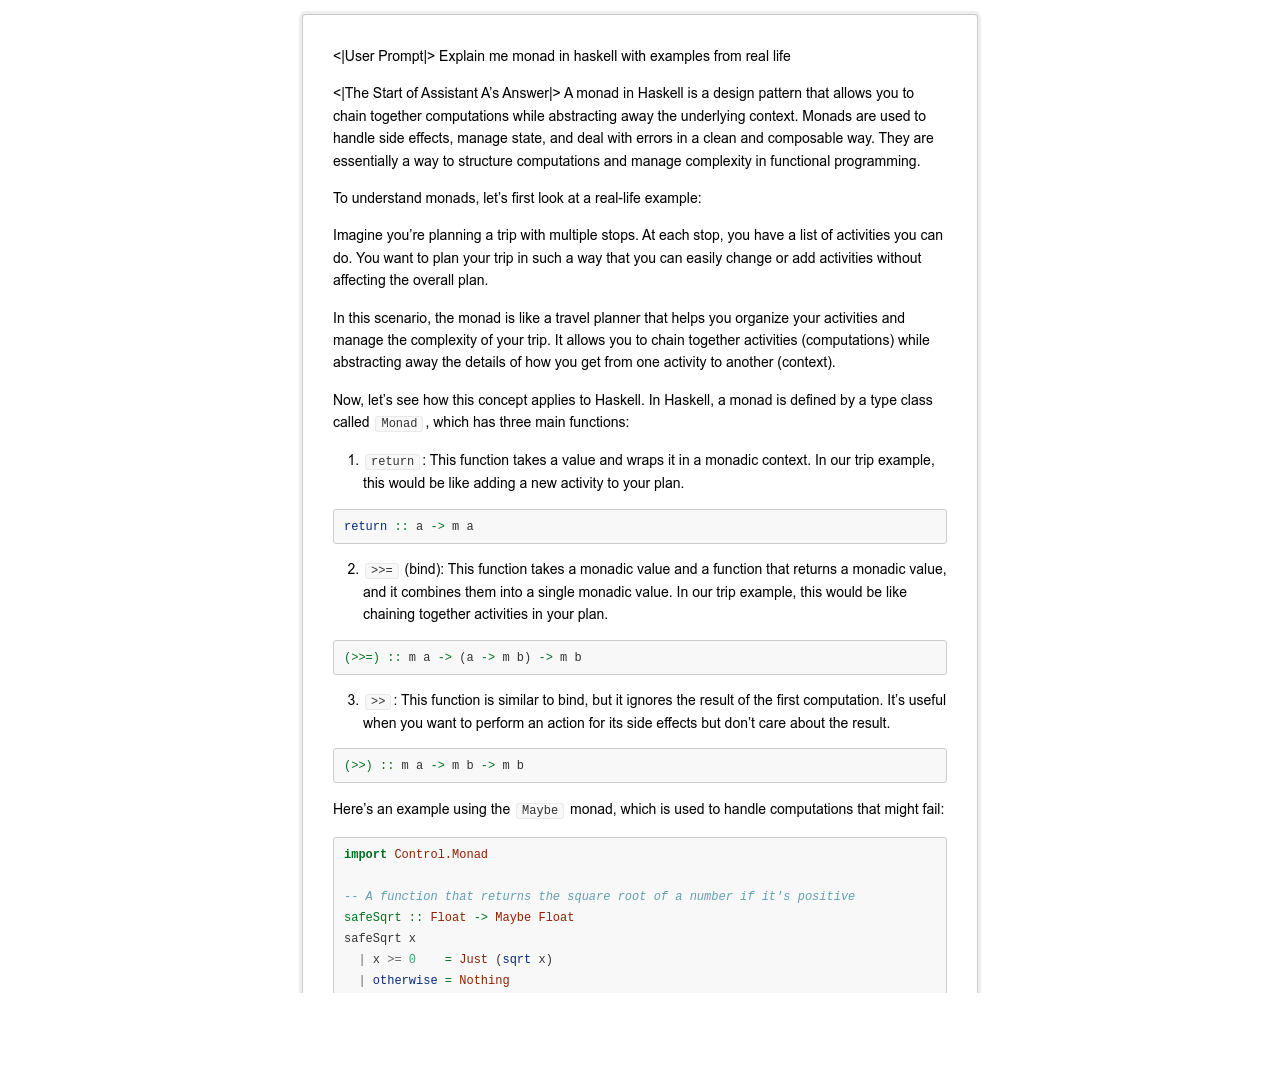 <|User Prompt|> Explain me monad in haskell with examples from real life
<|The Start of Assistant A’s Answer|> A monad in Haskell is a design pattern that allows you to
chain together computations while abstracting away the underlying context. Monads are used to
handle side effects, manage state, and deal with errors in a clean and composable way. They are
essentially a way to structure computations and manage complexity in functional programming.
To understand monads, let’s first look at a real-life example:
Imagine you’re planning a trip with multiple stops. At each stop, you have a list of activities you can
do. You want to plan your trip in such a way that you can easily change or add activities without
affecting the overall plan.
In this scenario, the monad is like a travel planner that helps you organize your activities and
manage the complexity of your trip. It allows you to chain together activities (computations) while
abstracting away the details of how you get from one activity to another (context).
Now, let’s see how this concept applies to Haskell. In Haskell, a monad is defined by a type class
called Monad, which has three main functions:
1. return: This function takes a value and wraps it in a monadic context. In our trip example,
this would be like adding a new activity to your plan.
return :: a -> m a
2. >>= (bind): This function takes a monadic value and a function that returns a monadic value,
and it combines them into a single monadic value. In our trip example, this would be like
chaining together activities in your plan.
(>>=) :: m a -> (a -> m b) -> m b
3. >>: This function is similar to bind, but it ignores the result of the first computation. It’s useful
when you want to perform an action for its side effects but don’t care about the result.
(>>) :: m a -> m b -> m b
Here’s an example using the Maybe monad, which is used to handle computations that might fail:
import Control.Monad
-- A function that returns the square root of a number if it's positive
safeSqrt :: Float -> Maybe Float
safeSqrt x
  | x >= 0    = Just (sqrt x)
  | otherwise = Nothing